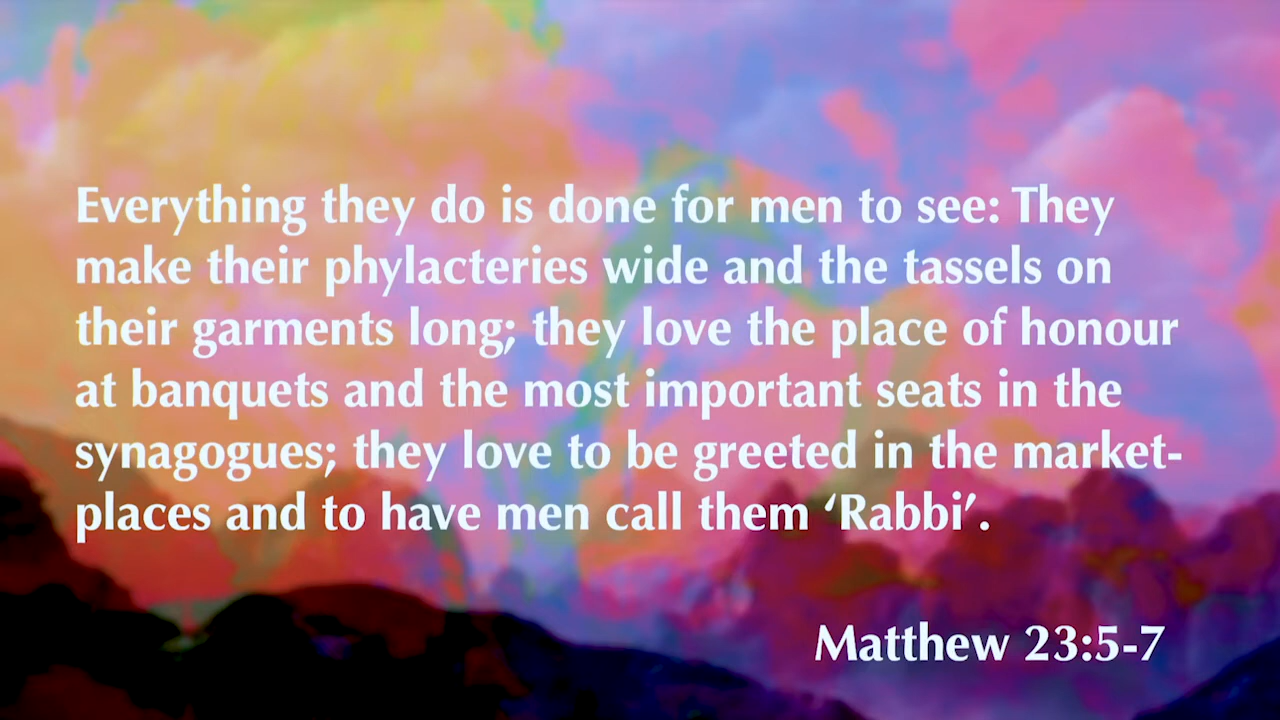 Everything they do is done for men to see: They
make their phylacteries wide and the tassels on
their garments long; they love the place of honour
at banquets and the most important seats in the
synagogues; they love to be greeted in the market-
places and to have men call them ‘Rabbi’.
Matthew 23:5-7